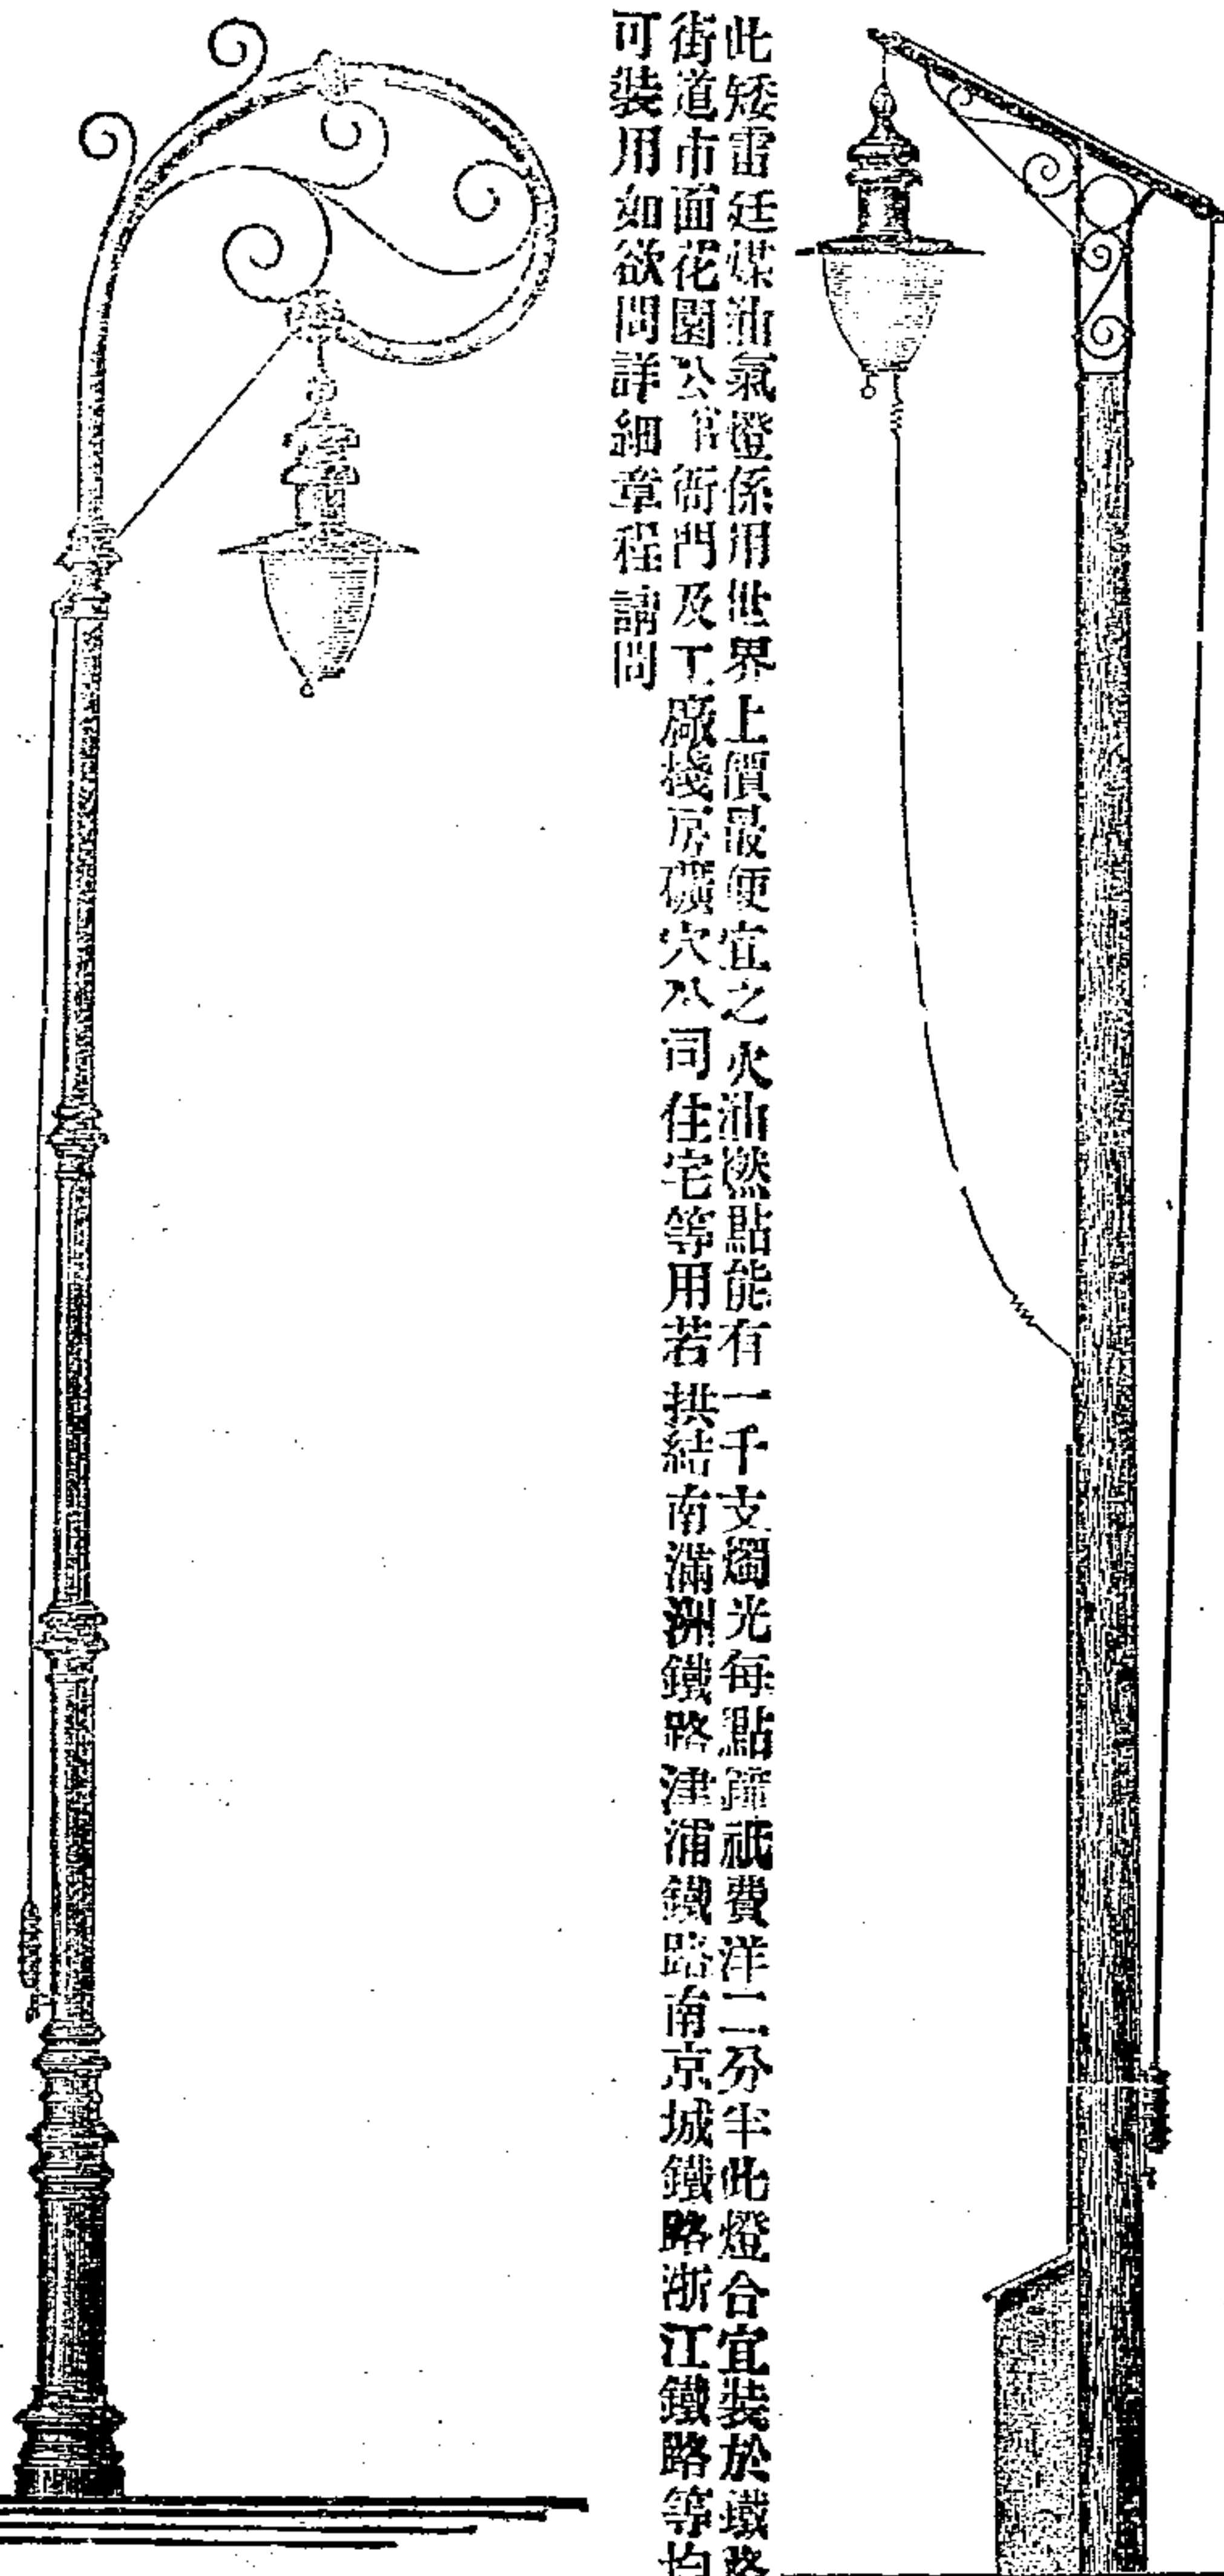 此矮雷廷煤油氣燈係用世界上價最便宜之火油燃點能有一千支燭光每點鐘祇費洋二分半此燈合宜裝於鐵路
街道市面花園公館衙門及工廠棧房礦穴公司住宅等用若拱結南滿洲鐵路津浦鐵路南京城鐵路浙江鐵路等均
可裝用如欲問詳細章程請問